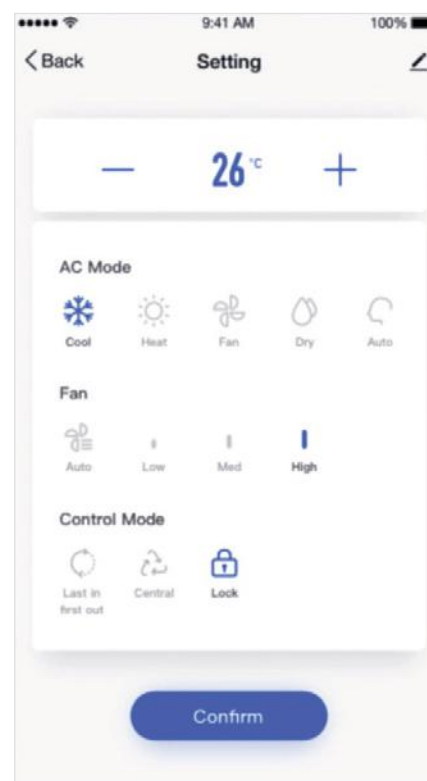 9:41 AM 100%
Back Setting
26 °C
AC Mode
Cool Heat Fan Dry Auto
Fan
Auto Low Med High
Control Mode
Last in Central Lock
first out
Confirm